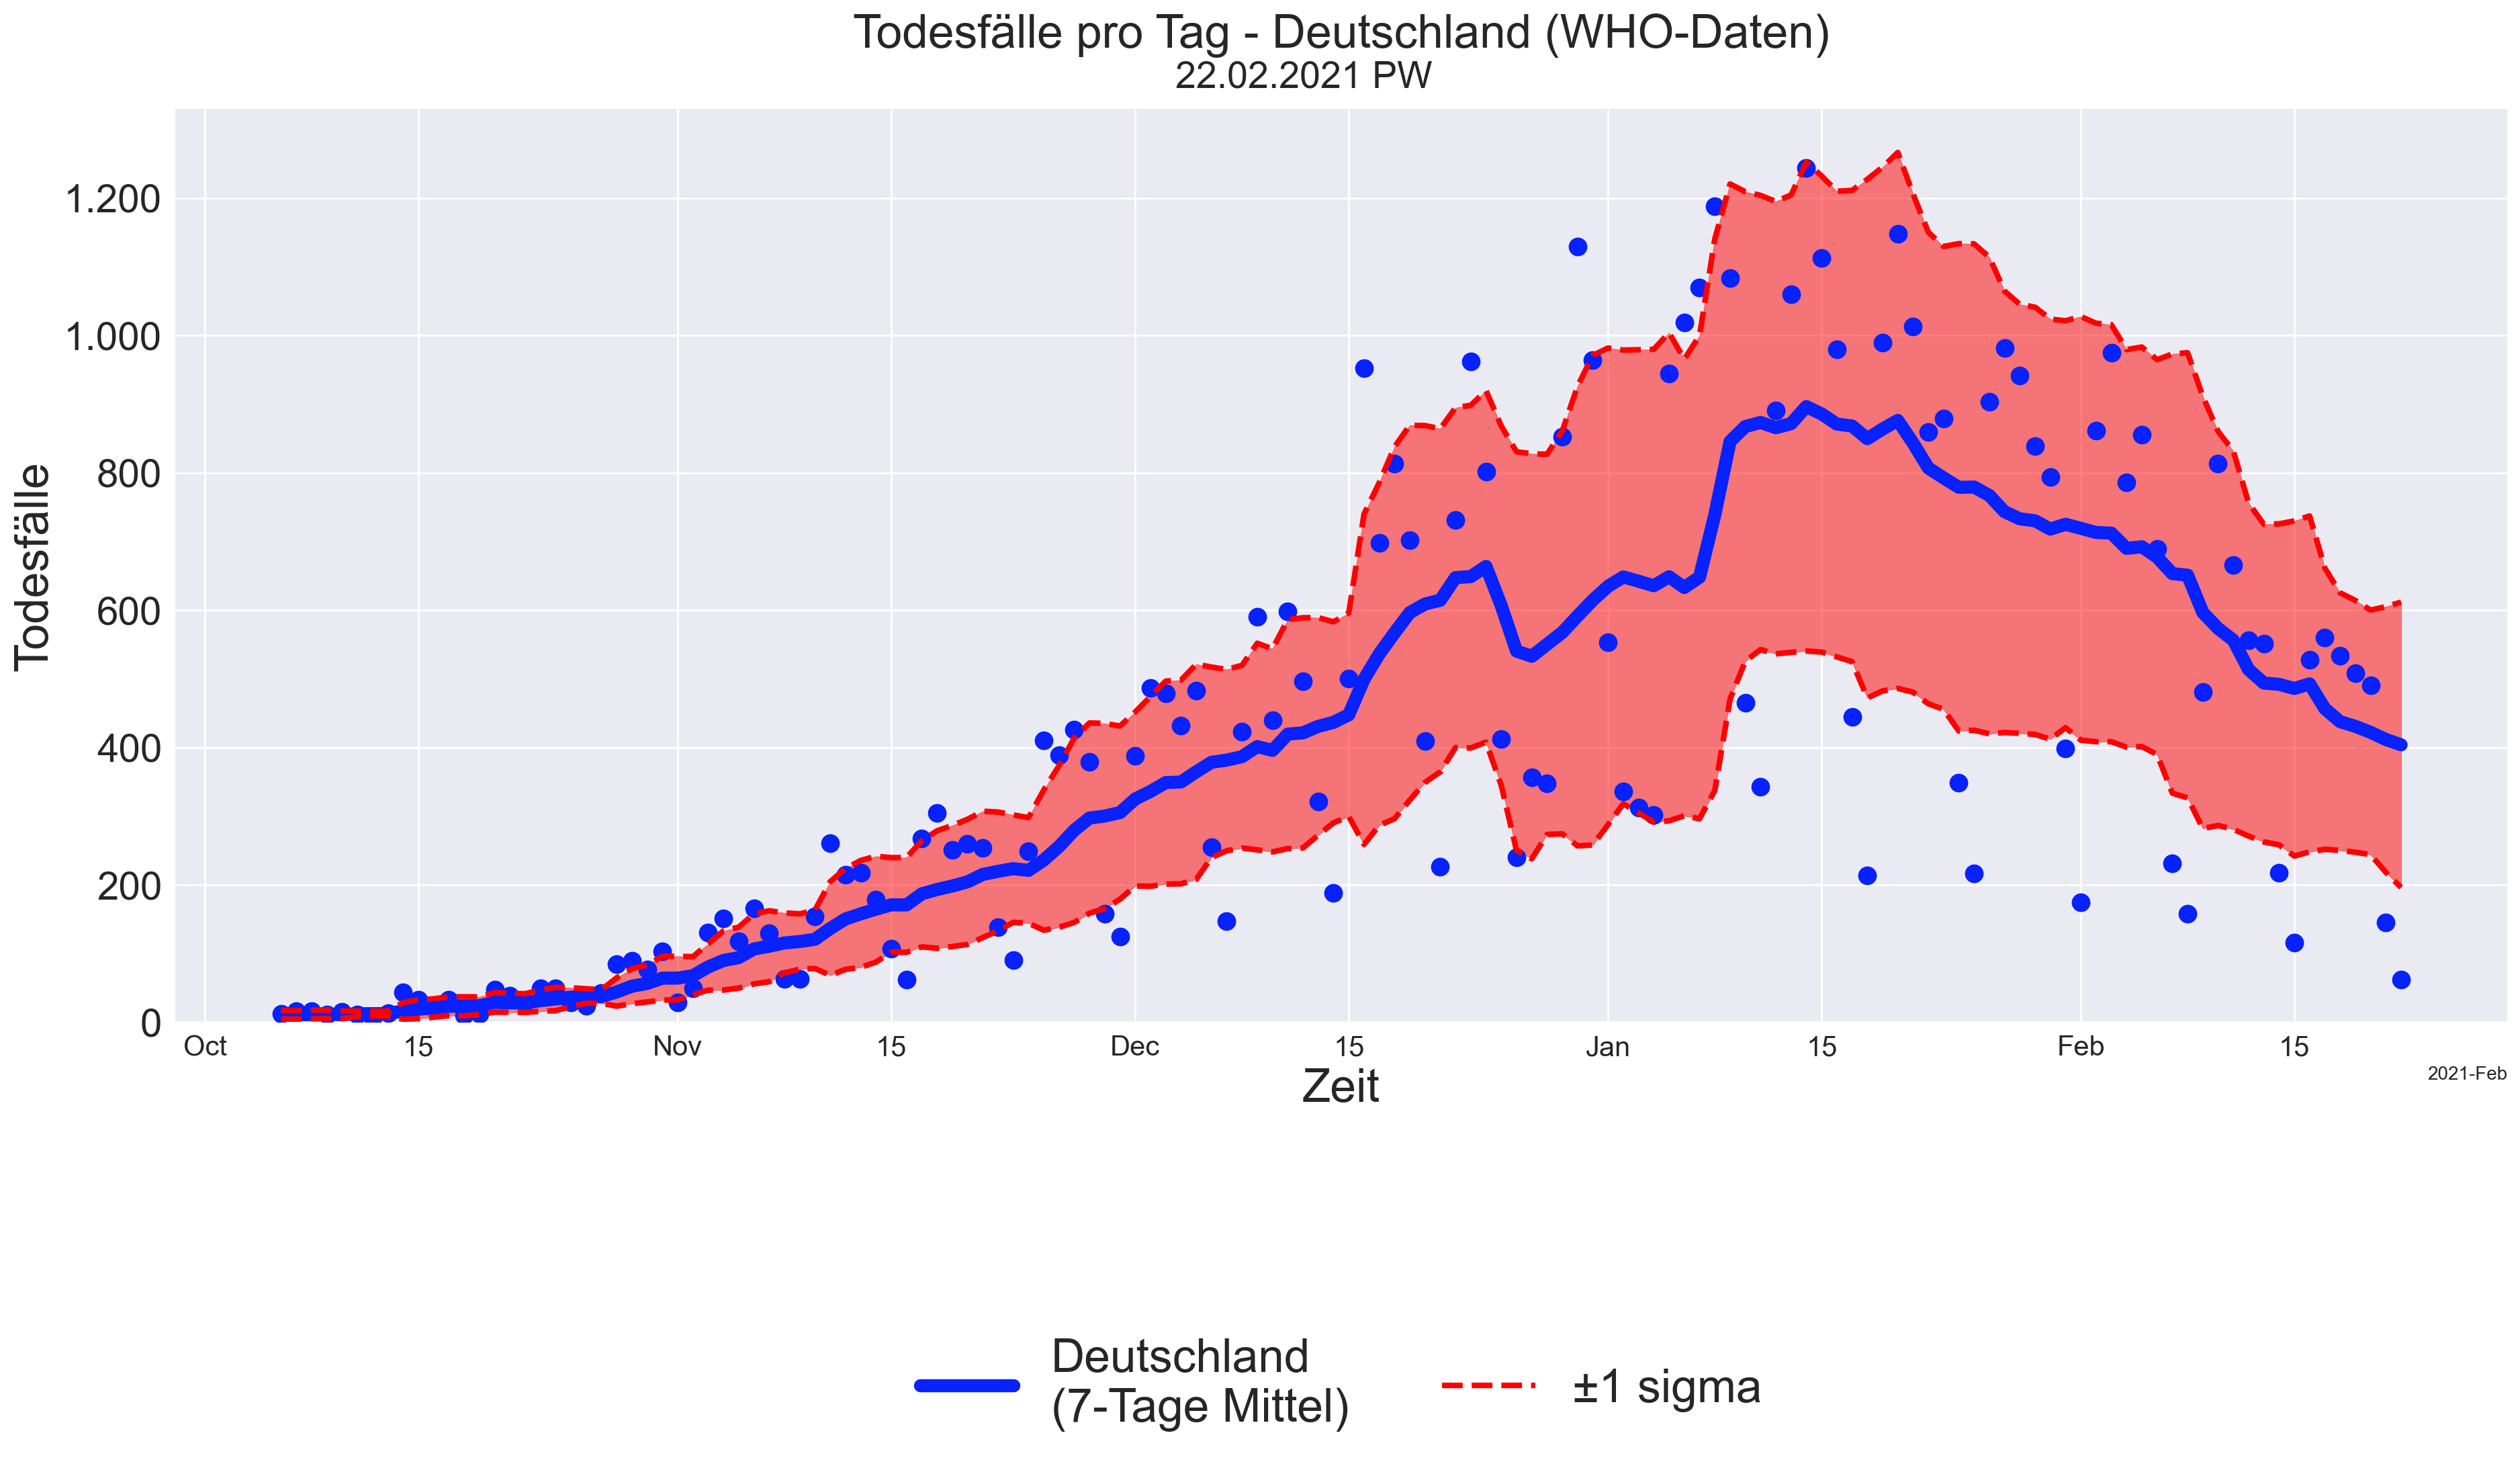 Todesfälle pro Tag - Deutschland (WHO-Daten)
22.02.2021 PW
Todesfälle
1.200
1.000
800
600
400
200
0
Oct 15 Nov 15 Dec 15 Jan 15 Feb 15
2021-Feb
Zeit
Deutschland
(7-Tage Mittel)
±1 sigma